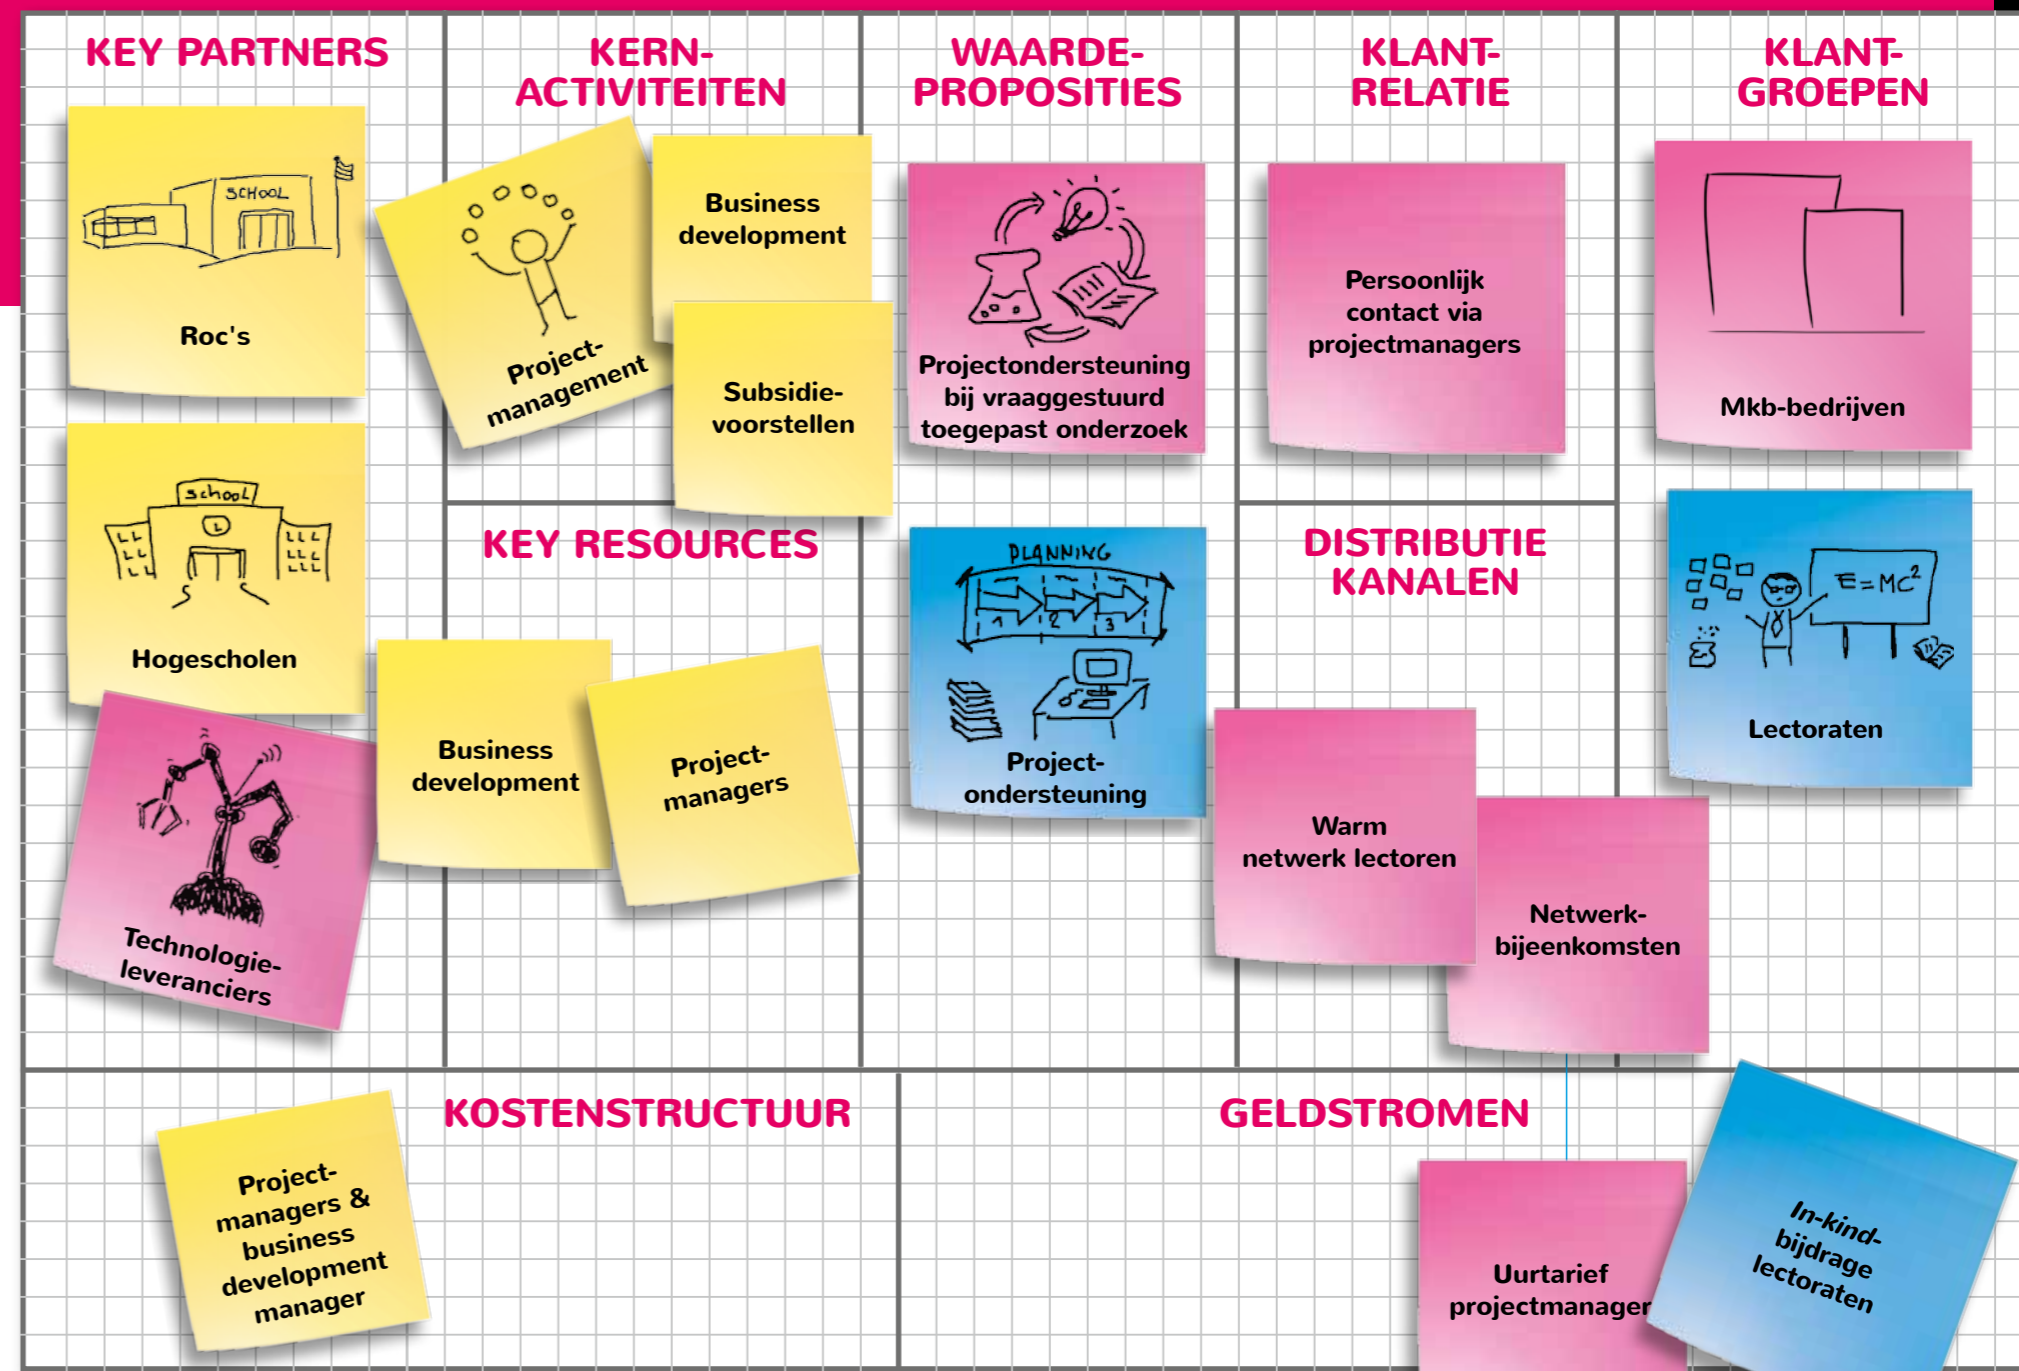 KEY PARTNERS
SCHOOL
Roc's
School
Hogescholen
Technologie-
leveranciers
KERN-
ACTIVITEITEN
Project-
management
Business
development
Subsidie-
voorstellen
KEY RESOURCES
Business
development
Project-
managers
WAARDE-
PROPOSITIES
Projectondersteuning
bij vraaggestuurd
toegepast onderzoek
PLANNING
1 2 3
Project-
ondersteuning
KLANT-
RELATIE
Persoonlijk
contact via
projectmanagers
DISTRIBUTIE
KANALEN
Warm
netwerk lectoren
Netwerk-
bijeenkomsten
KLANT-
GROEPEN
Mkb-bedrijven
E=MC²
Lectoraten
KOSTENSTRUCTUUR
Project-
managers &
business
development
manager
GELDSTROMEN
Uurtarief
projectmanager
In-kind-
bijdrage
lectoraten